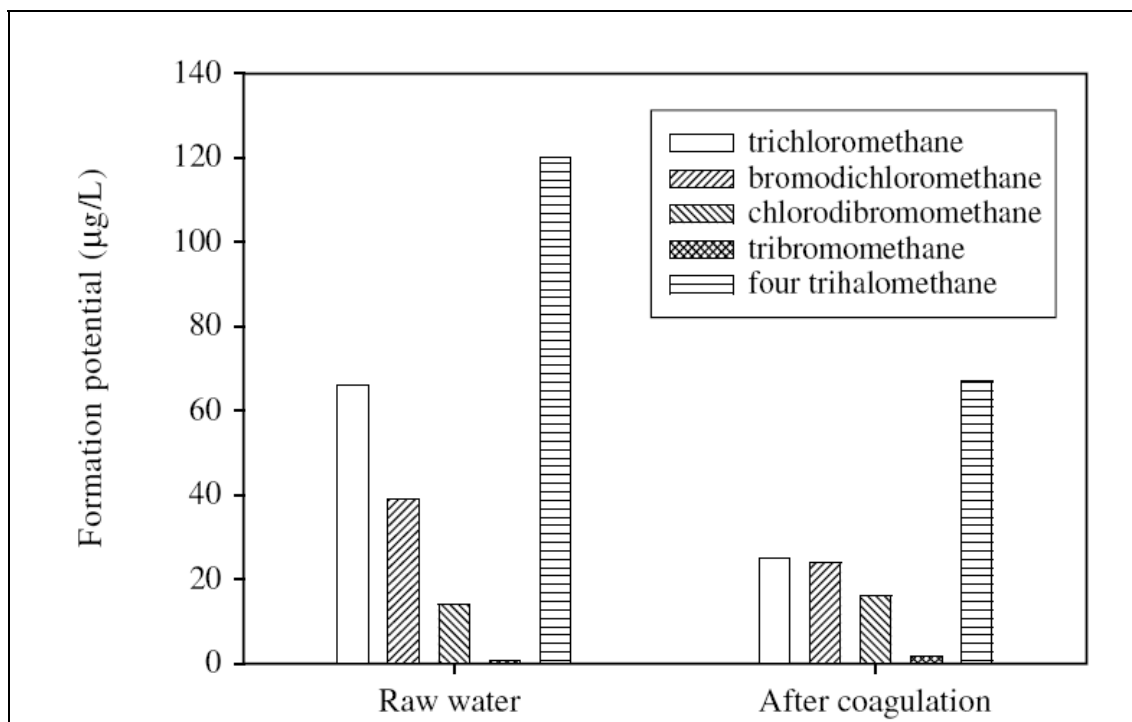 140
120
100
80
60
40
20
0
Formation potential (µg/L)
trichloromethane
bromodichloromethane
chlorodibromomethane
tribromomethane
four trihalomethane
Raw water
After coagulation